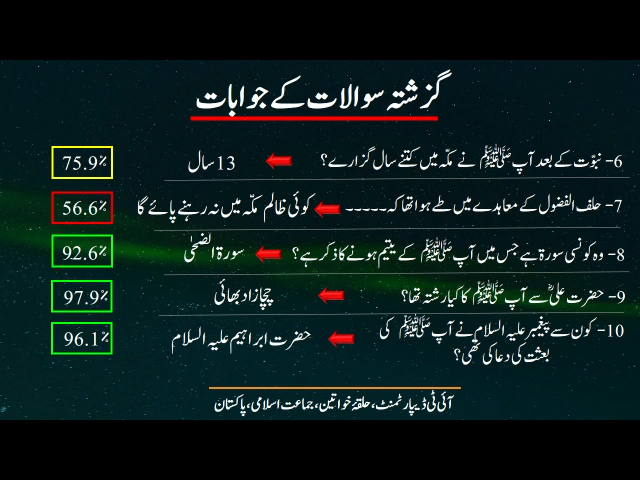 گزشتہ سوالات کے جوابات
6- نبوّت کے بعد آپ ﷺ نے مکّہ میں کتنے سال گزارے؟ 13 سال 75.9%
7- حلف الفضول کے معاہدے میں طے ہوا تھا کہ ----- کوئی ظالم مکّہ میں نہ رہنے پائے گا 56.6%
8- وہ کونسی سورۃ ہے جس میں آپ ﷺ کے یتیم ہونے کا ذکر ہے؟ سورۃ الضحٰی 92.6%
9- حضرت علیؓ سے آپ ﷺ کا کیا رشتہ تھا؟ چچازاد بھائی 97.9%
10- کون سے پیغمبر علیہ السلام نے آپ ﷺ کی حضرت ابراہیم علیہ السلام 96.1%
بعثت کی دعا کی تھی؟
آئی ٹی ڈیپارٹمنٹ، حلقۂ خواتین، جماعت اسلامی، پاکستان